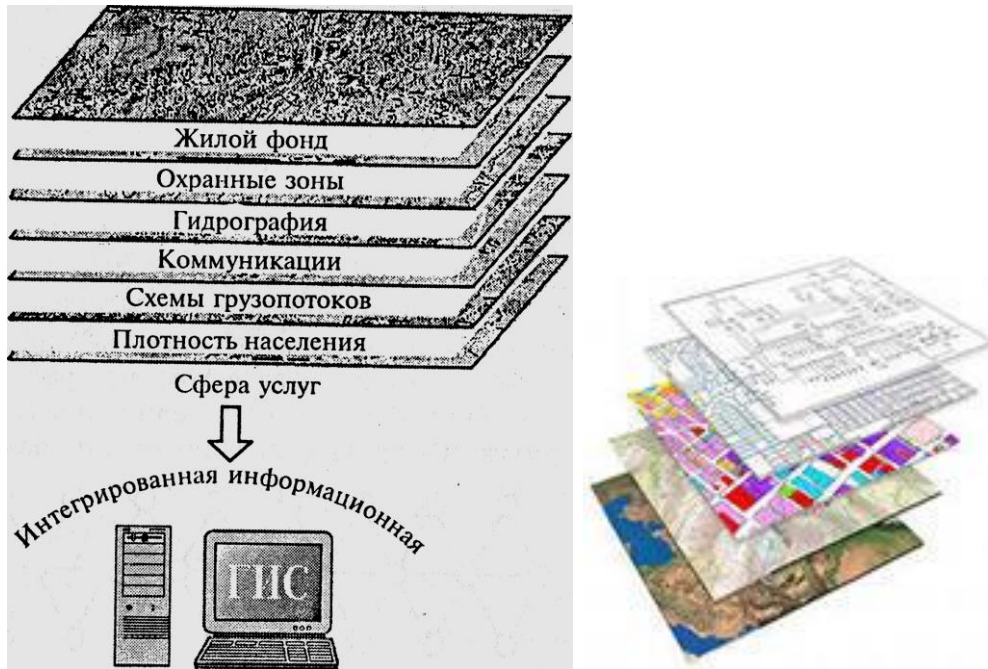 Жилой фонд
Охранные зоны
Гидрография
Коммуникации
Схемы грузопотоков
Плотность населения
Сфера услуг
Интегрированная информационная
ГИС